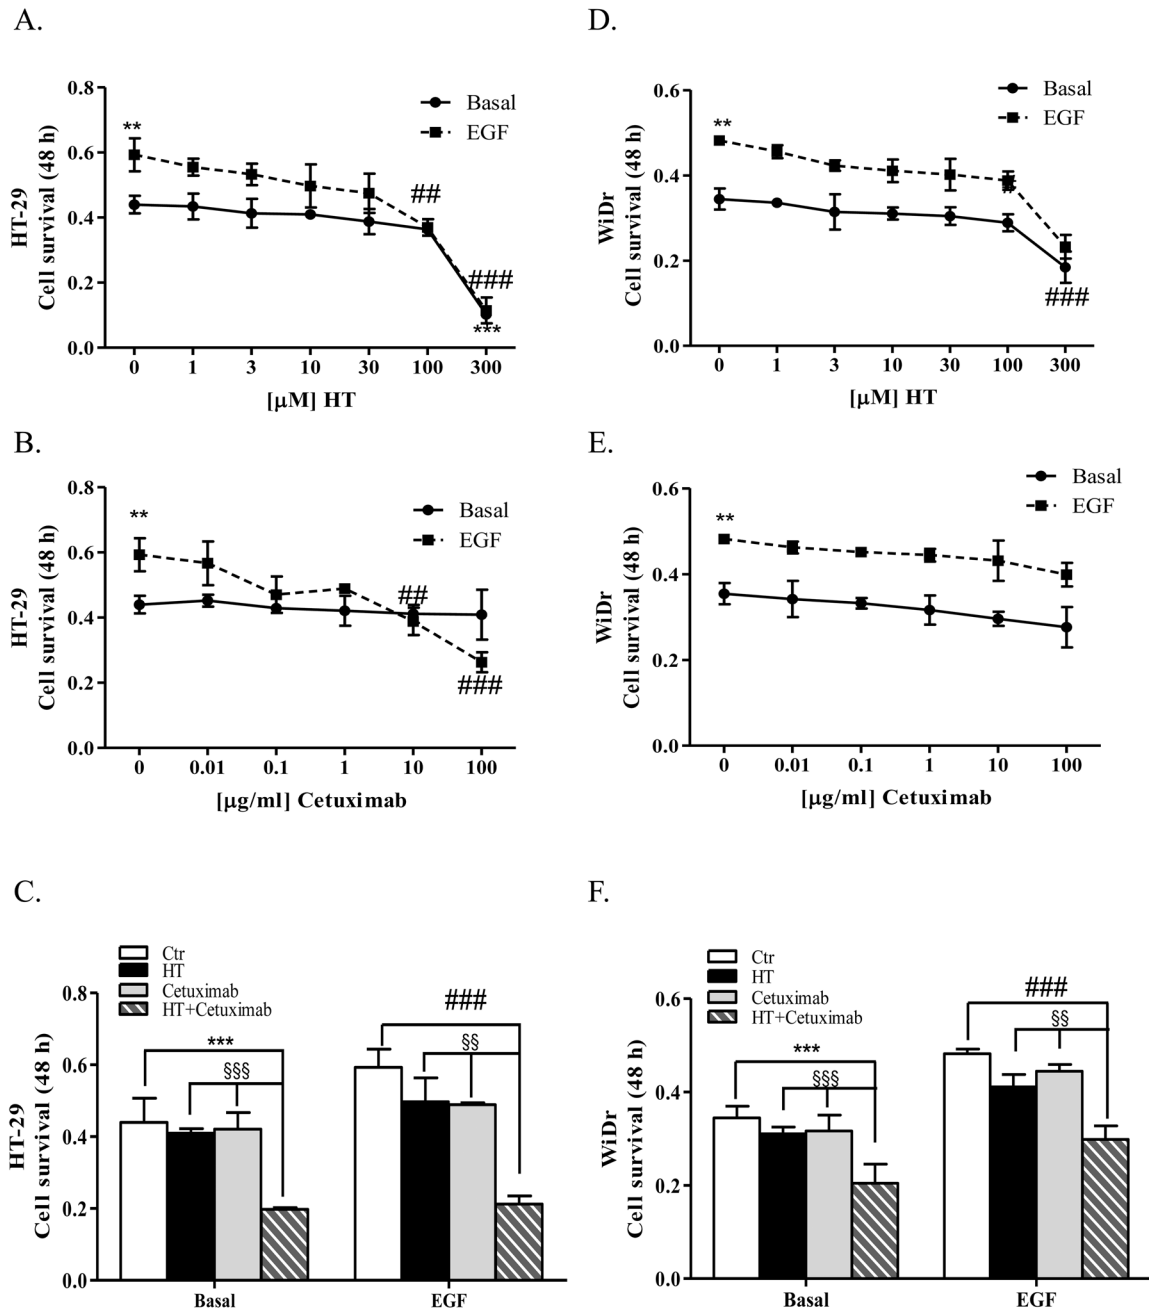 A.
HT-29
Cell survival (48 h)
0.8
0.6
0.4
0.2
0.0
**
##
###
***
Basal
EGF
0 1 3 10 30 100 300
[μM] HT
D.
WiDr
Cell survival (48 h)
0.6
0.4
0.2
0.0
**
#
###
Basal
EGF
0 1 3 10 30 100 300
[μM] HT
B.
HT-29
Cell survival (48 h)
0.8
0.6
0.4
0.2
0.0
**
##
###
Basal
EGF
0 0.01 0.1 1 10 100
[μg/ml] Cetuximab
E.
WiDr
Cell survival (48 h)
0.6
0.4
0.2
0.0
**
Basal
EGF
0 0.01 0.1 1 10 100
[μg/ml] Cetuximab
C.
HT-29
Cell survival (48 h)
Ctr
HT
Cetuximab
HT+Cetuximab
0.8
0.6
0.4
0.2
0.0
***
§§§
###
§§
Basal EGF
F.
WiDr
Cell survival (48 h)
Ctr
HT
Cetuximab
HT+Cetuximab
0.6
0.4
0.2
0.0
***
§§§
###
§§
Basal EGF